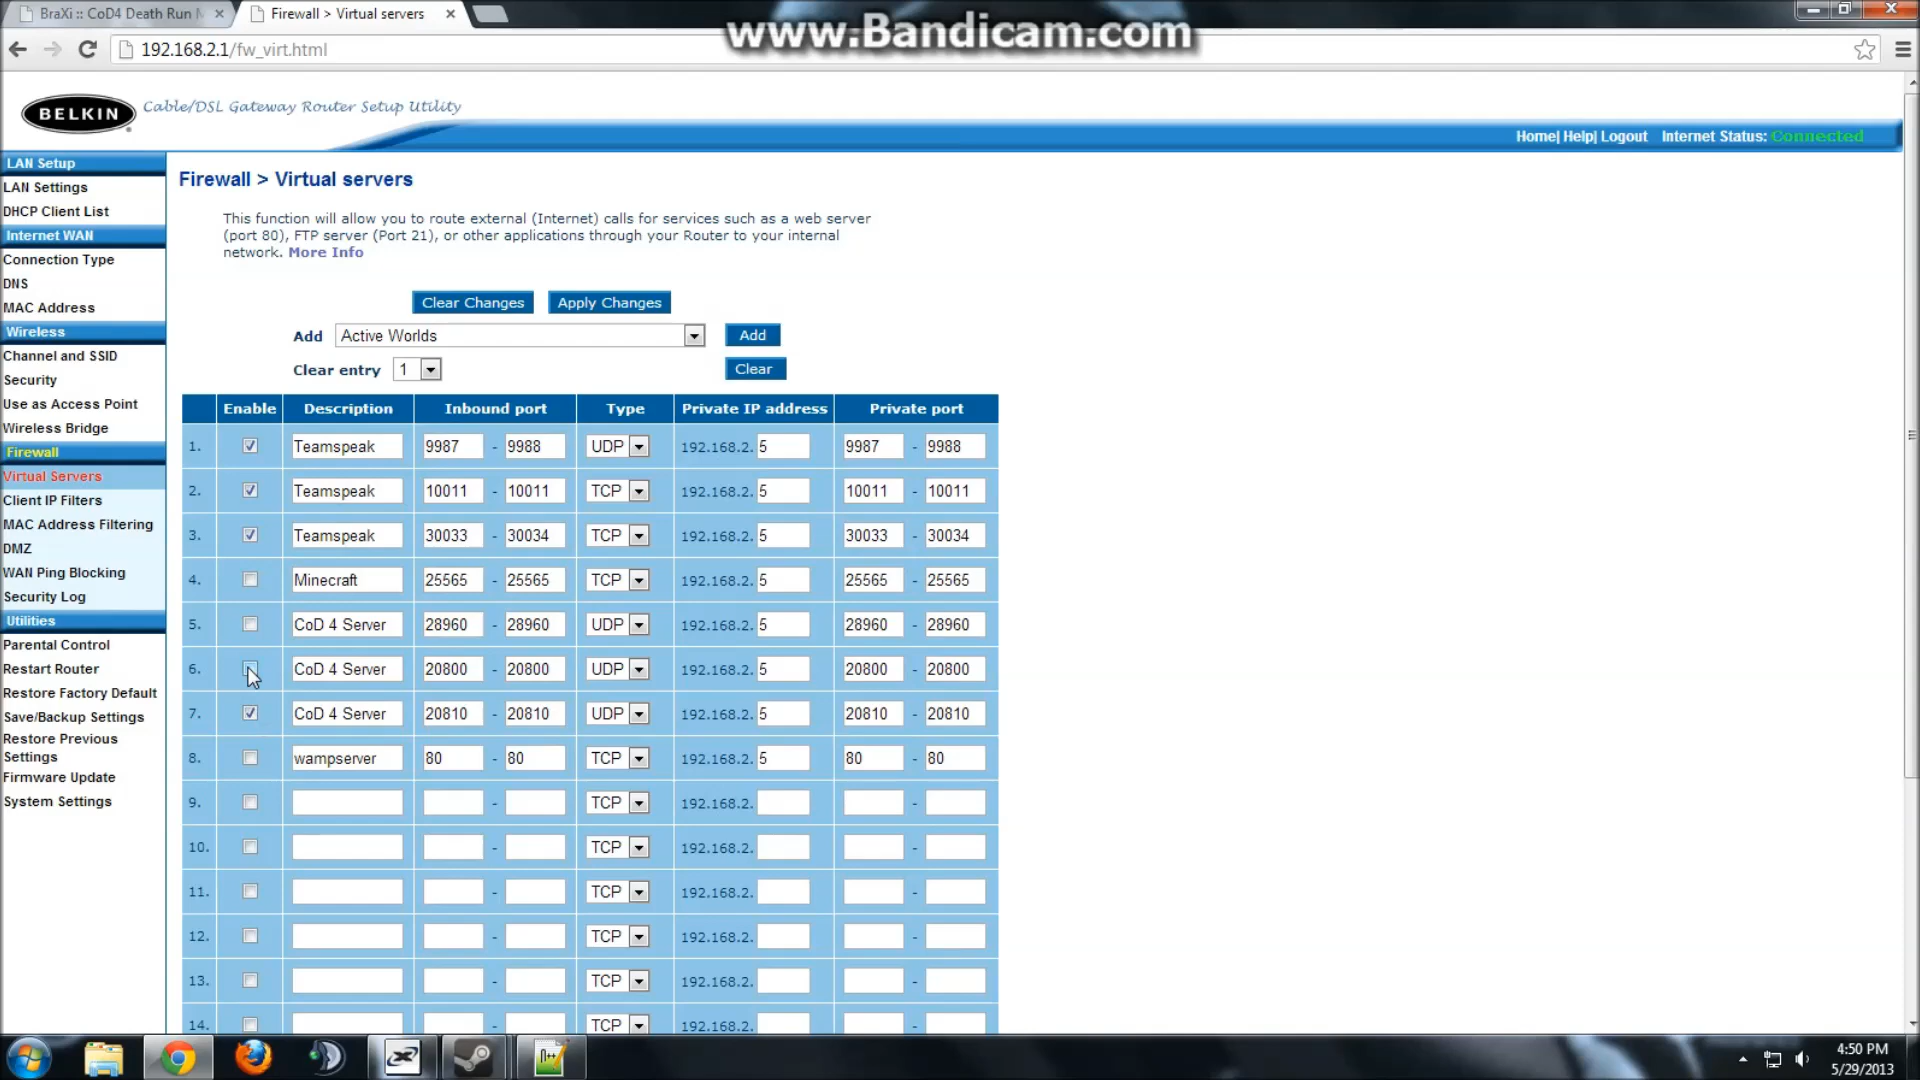 BraXi :: CoD4 Death Run M
Firewall > Virtual servers
www.Bandicam.com
192.168.2.1/fw_virt.html
BELKIN
Cable/DSL Gateway Router Setup Utility
Home| Help| Logout Internet Status: Connected
LAN Setup
LAN Settings
DHCP Client List
Internet WAN
Connection Type
DNS
MAC Address
Wireless
Channel and SSID
Security
Use as Access Point
Wireless Bridge
Firewall
Virtual Servers
Client IP Filters
MAC Address Filtering
DMZ
WAN Ping Blocking
Security Log
Utilities
Parental Control
Restart Router
Restore Factory Default
Save/Backup Settings
Restore Previous
Settings
Firmware Update
System Settings
Firewall > Virtual servers
This function will allow you to route external (Internet) calls for services such as a web server
(port 80), FTP server (Port 21), or other applications through your Router to your internal
network. More Info
Clear Changes Apply Changes
Add Active Worlds Add
Clear entry 1 Clear
Enable Description Inbound port Type Private IP address Private port
1. Teamspeak 9987 - 9988 UDP 192.168.2. 5 9987 - 9988
2. Teamspeak 10011 - 10011 TCP 192.168.2. 5 10011 - 10011
3. Teamspeak 30033 - 30034 TCP 192.168.2. 5 30033 - 30034
4. Minecraft 25565 - 25565 TCP 192.168.2. 5 25565 - 25565
5. CoD 4 Server 28960 - 28960 UDP 192.168.2. 5 28960 - 28960
6. CoD 4 Server 20800 - 20800 UDP 192.168.2. 5 20800 - 20800
7. CoD 4 Server 20810 - 20810 UDP 192.168.2. 5 20810 - 20810
8. wampserver 80 - 80 TCP 192.168.2. 5 80 - 80
9. - TCP 192.168.2. -
10. - TCP 192.168.2. -
11. - TCP 192.168.2. -
12. - TCP 192.168.2. -
13. - TCP 192.168.2. -
14. - TCP 192.168.2. -
4:50 PM
5/29/2013